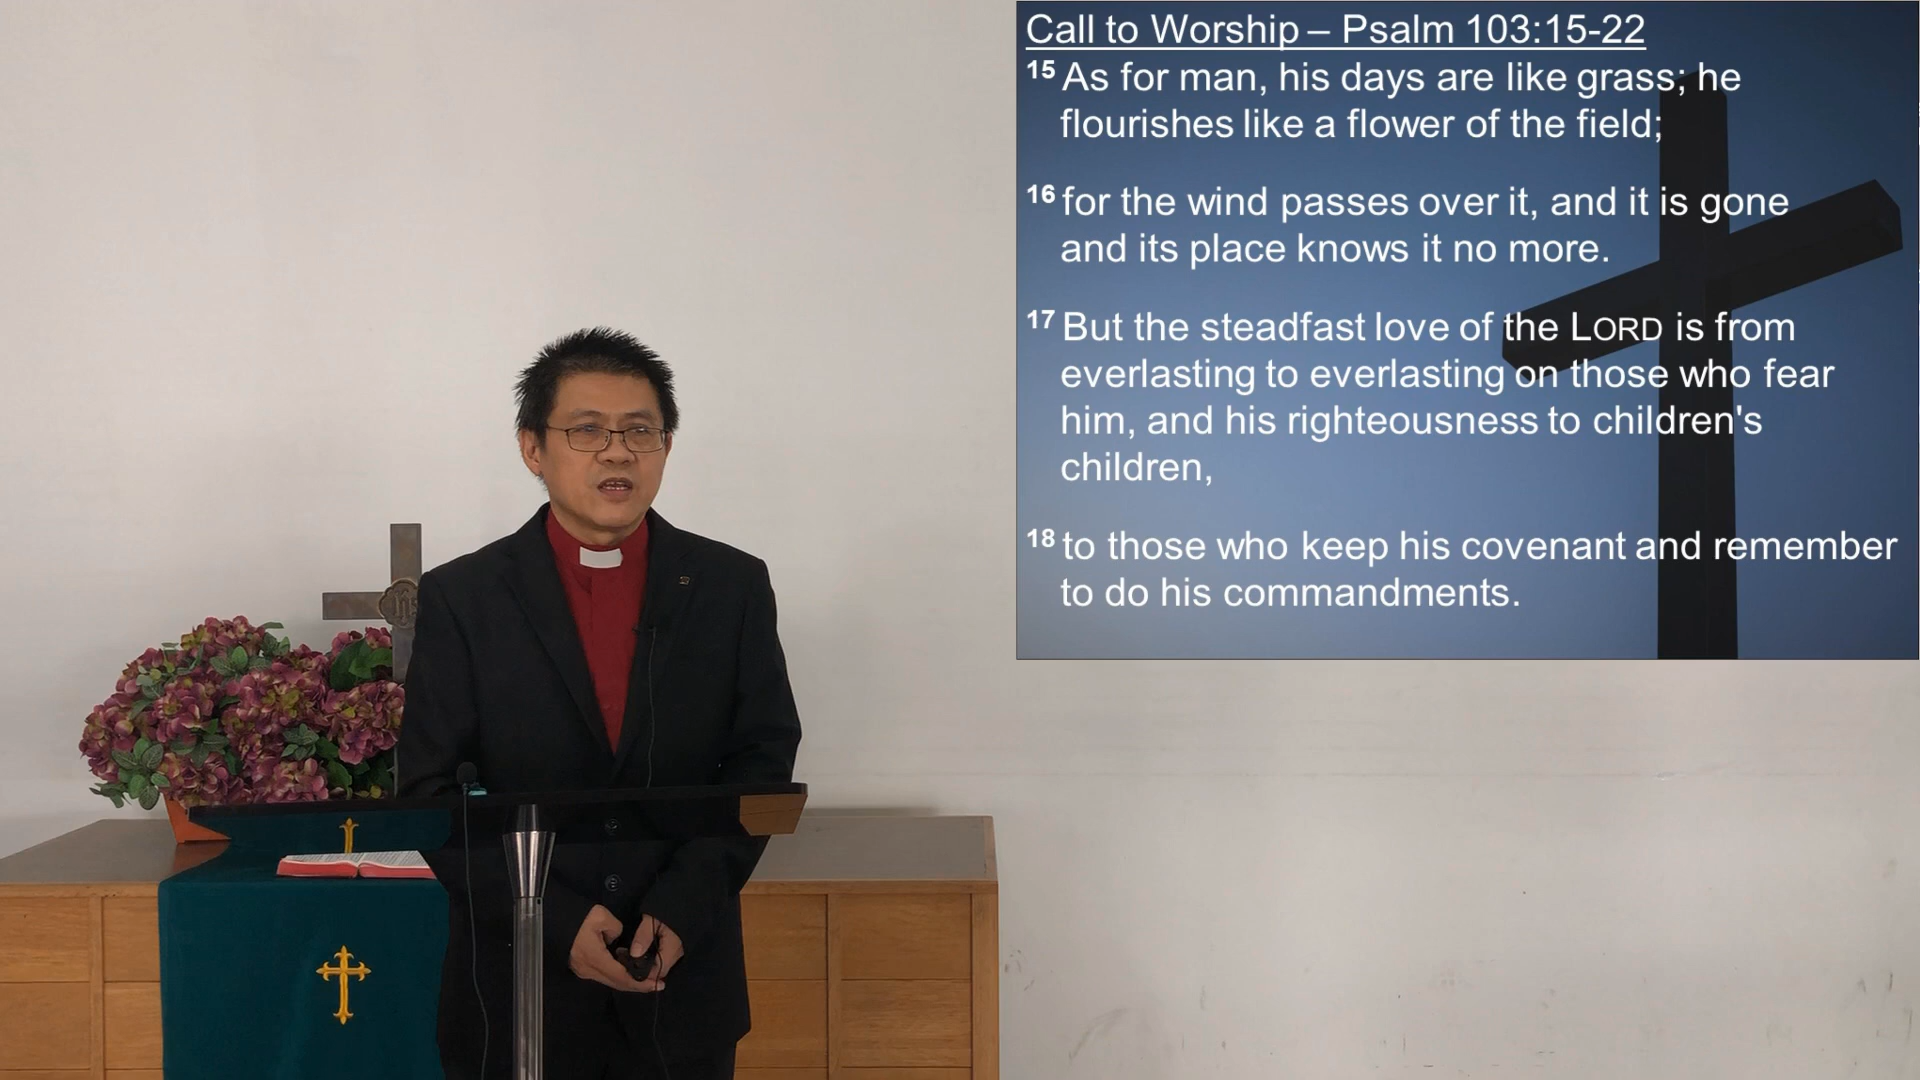 Call to Worship – Psalm 103:15-22
15 As for man, his days are like grass; he
flourishes like a flower of the field;
16 for the wind passes over it, and it is gone
and its place knows it no more.
17 But the steadfast love of the LORD is from
everlasting to everlasting on those who fear
him, and his righteousness to children's
children,
18 to those who keep his covenant and remember
to do his commandments.